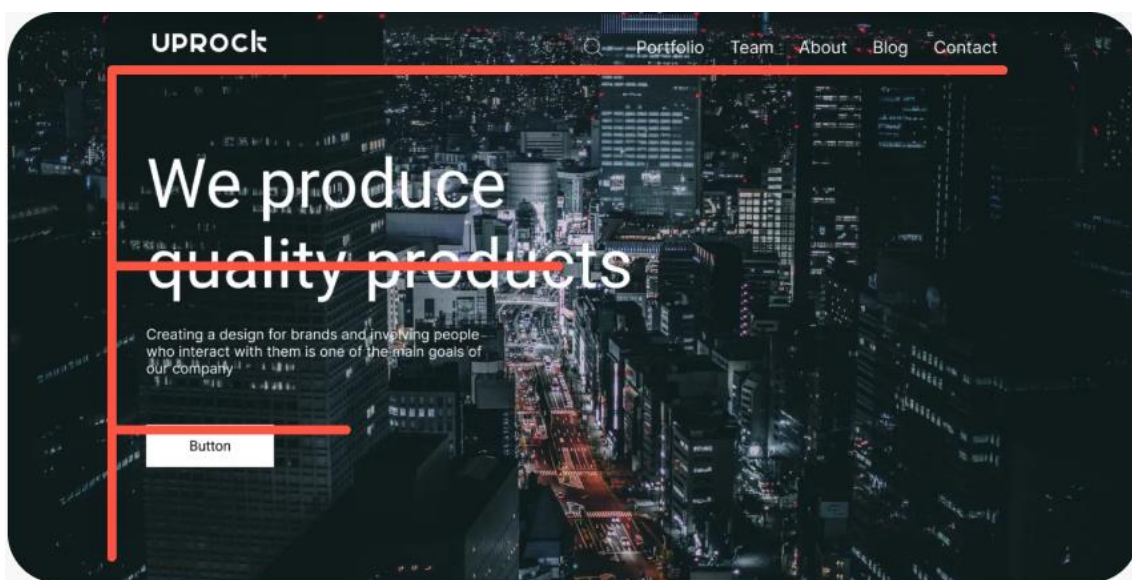 UPROCK
Portfolio Team About Blog Contact
We produce
quality products
Creating a design for brands and involving people
who interact with them is one of the main goals of
our company
Button